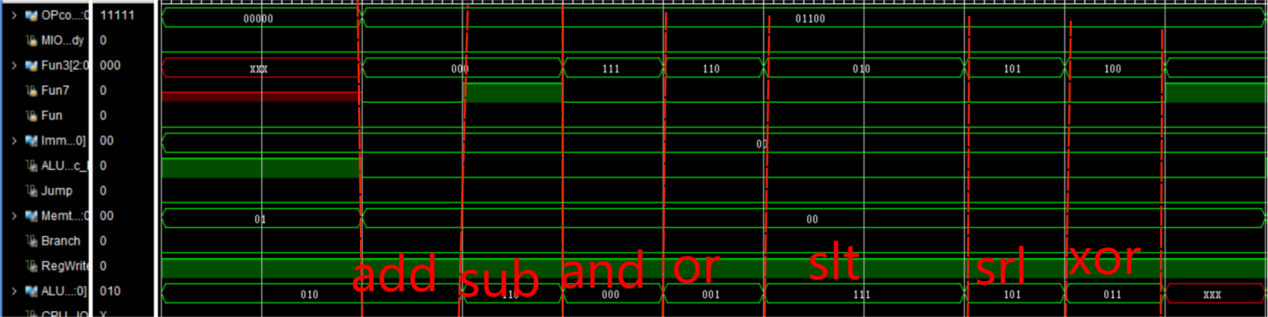 OPco...:0 11111 00000 01100
MIO...dy 0
Fun3[2:0 000 XXX 000 111 110 010 101 100
Fun7 0
Fun 0
Imm...0] 00 00
ALU...c_ 0
Jump 0
Memt...:0 00 01 00
Branch 0
RegWrit 0
add sub and or slt srl xor
ALU...:0] 010 010 110 000 001 111 101 011 XXX